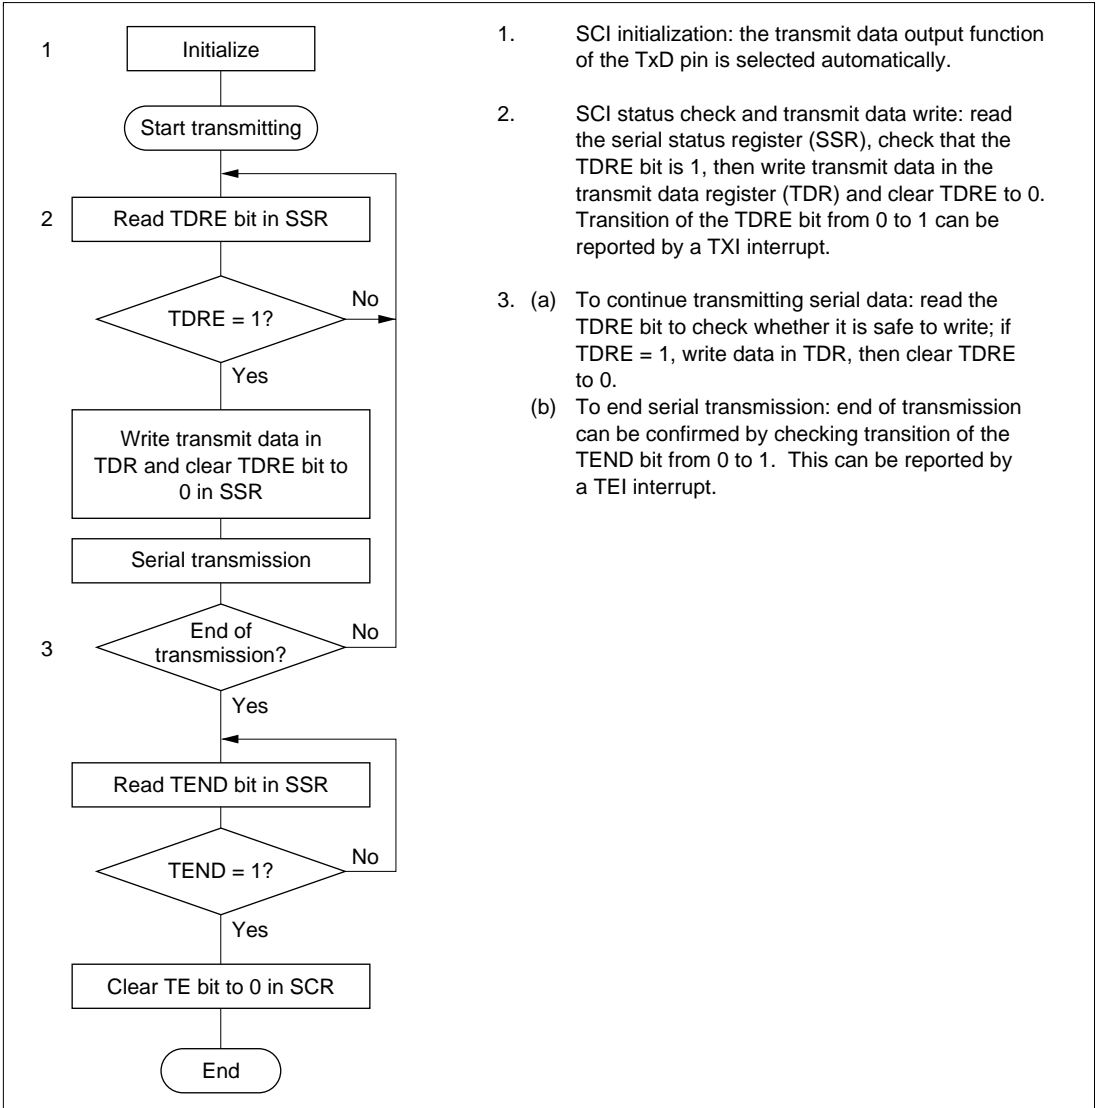 1
Initialize
Start transmitting
2
Read TDRE bit in SSR
TDRE = 1?
No
Yes
Write transmit data in
TDR and clear TDRE bit to
0 in SSR
Serial transmission
3
End of
transmission?
No
Yes
Read TEND bit in SSR
TEND = 1?
No
Yes
Clear TE bit to 0 in SCR
End
1. SCI initialization: the transmit data output function
of the TxD pin is selected automatically.
2. SCI status check and transmit data write: read
the serial status register (SSR), check that the
TDRE bit is 1, then write transmit data in the
transmit data register (TDR) and clear TDRE to 0.
Transition of the TDRE bit from 0 to 1 can be
reported by a TXI interrupt.
3. (a) To continue transmitting serial data: read the
TDRE bit to check whether it is safe to write; if
TDRE = 1, write data in TDR, then clear TDRE
to 0.
(b) To end serial transmission: end of transmission
can be confirmed by checking transition of the
TEND bit from 0 to 1. This can be reported by
a TEI interrupt.